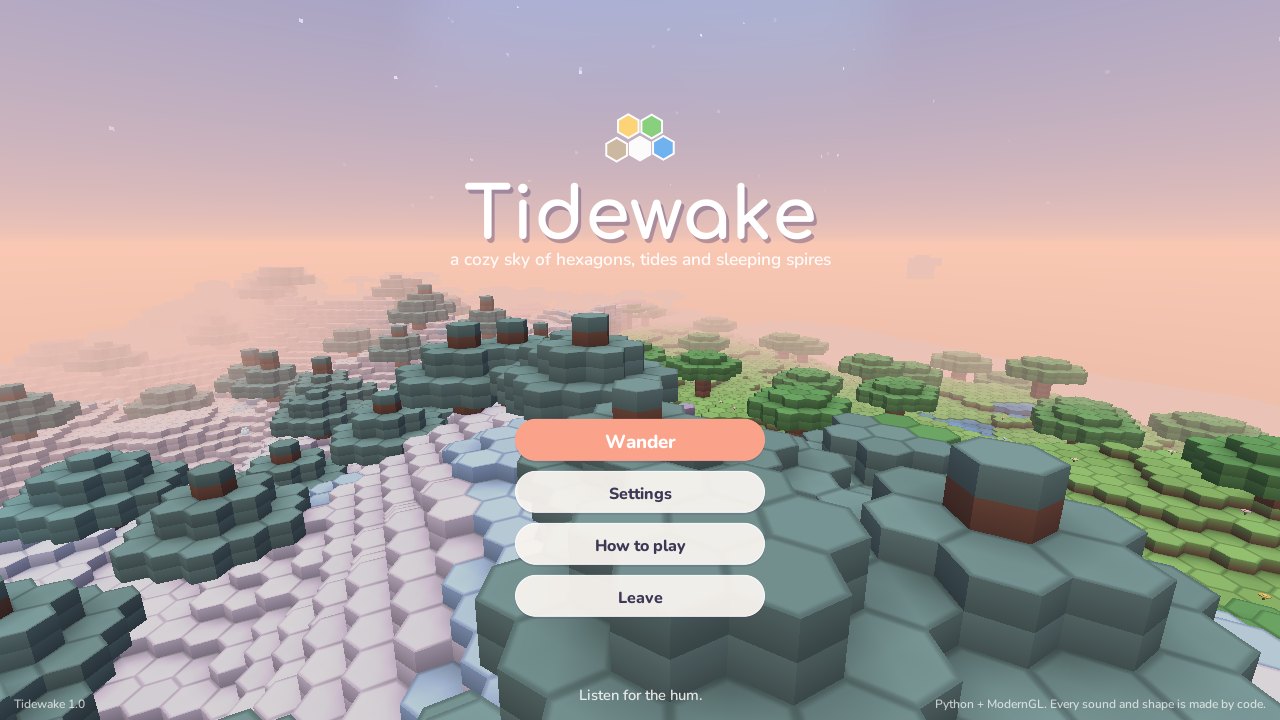 Tidewake
a cozy sky of hexagons, tides and sleeping spires
Wander
Settings
How to play
Leave
Listen for the hum.
Tidewake 1.0
Python + ModernGL. Every sound and shape is made by code.